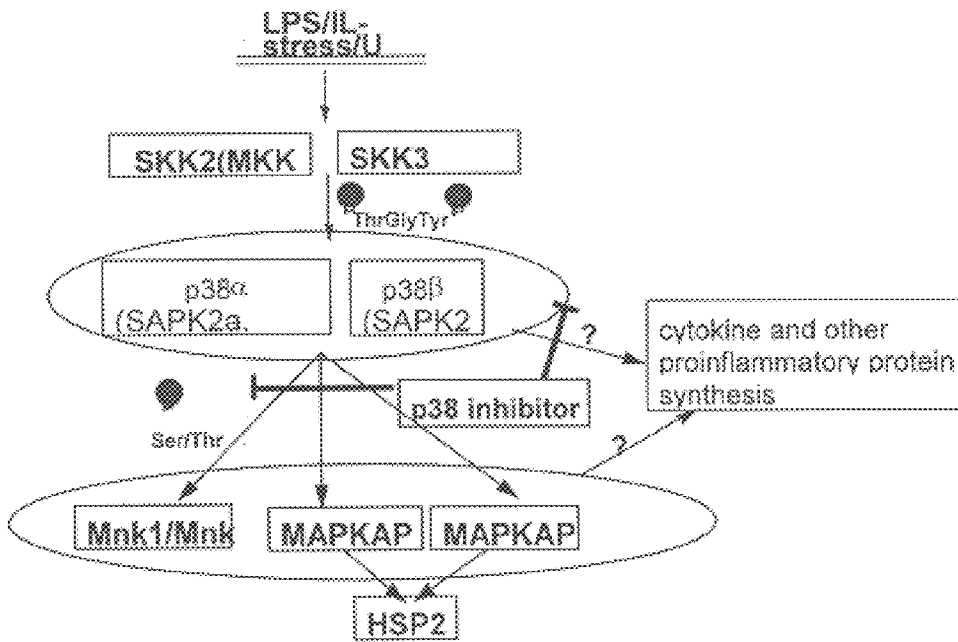 LPS/IL-
stress/U
SKK2(MKK
SKK3
ThrGlyTyr
p38α
(SAPK2a,
p38β
(SAPK2
?
cytokine and other
proinflammatory protein
synthesis
p38 inhibitor
Ser/Thr
?
Mnk1/Mnk
MAPKAP
MAPKAP
HSP2